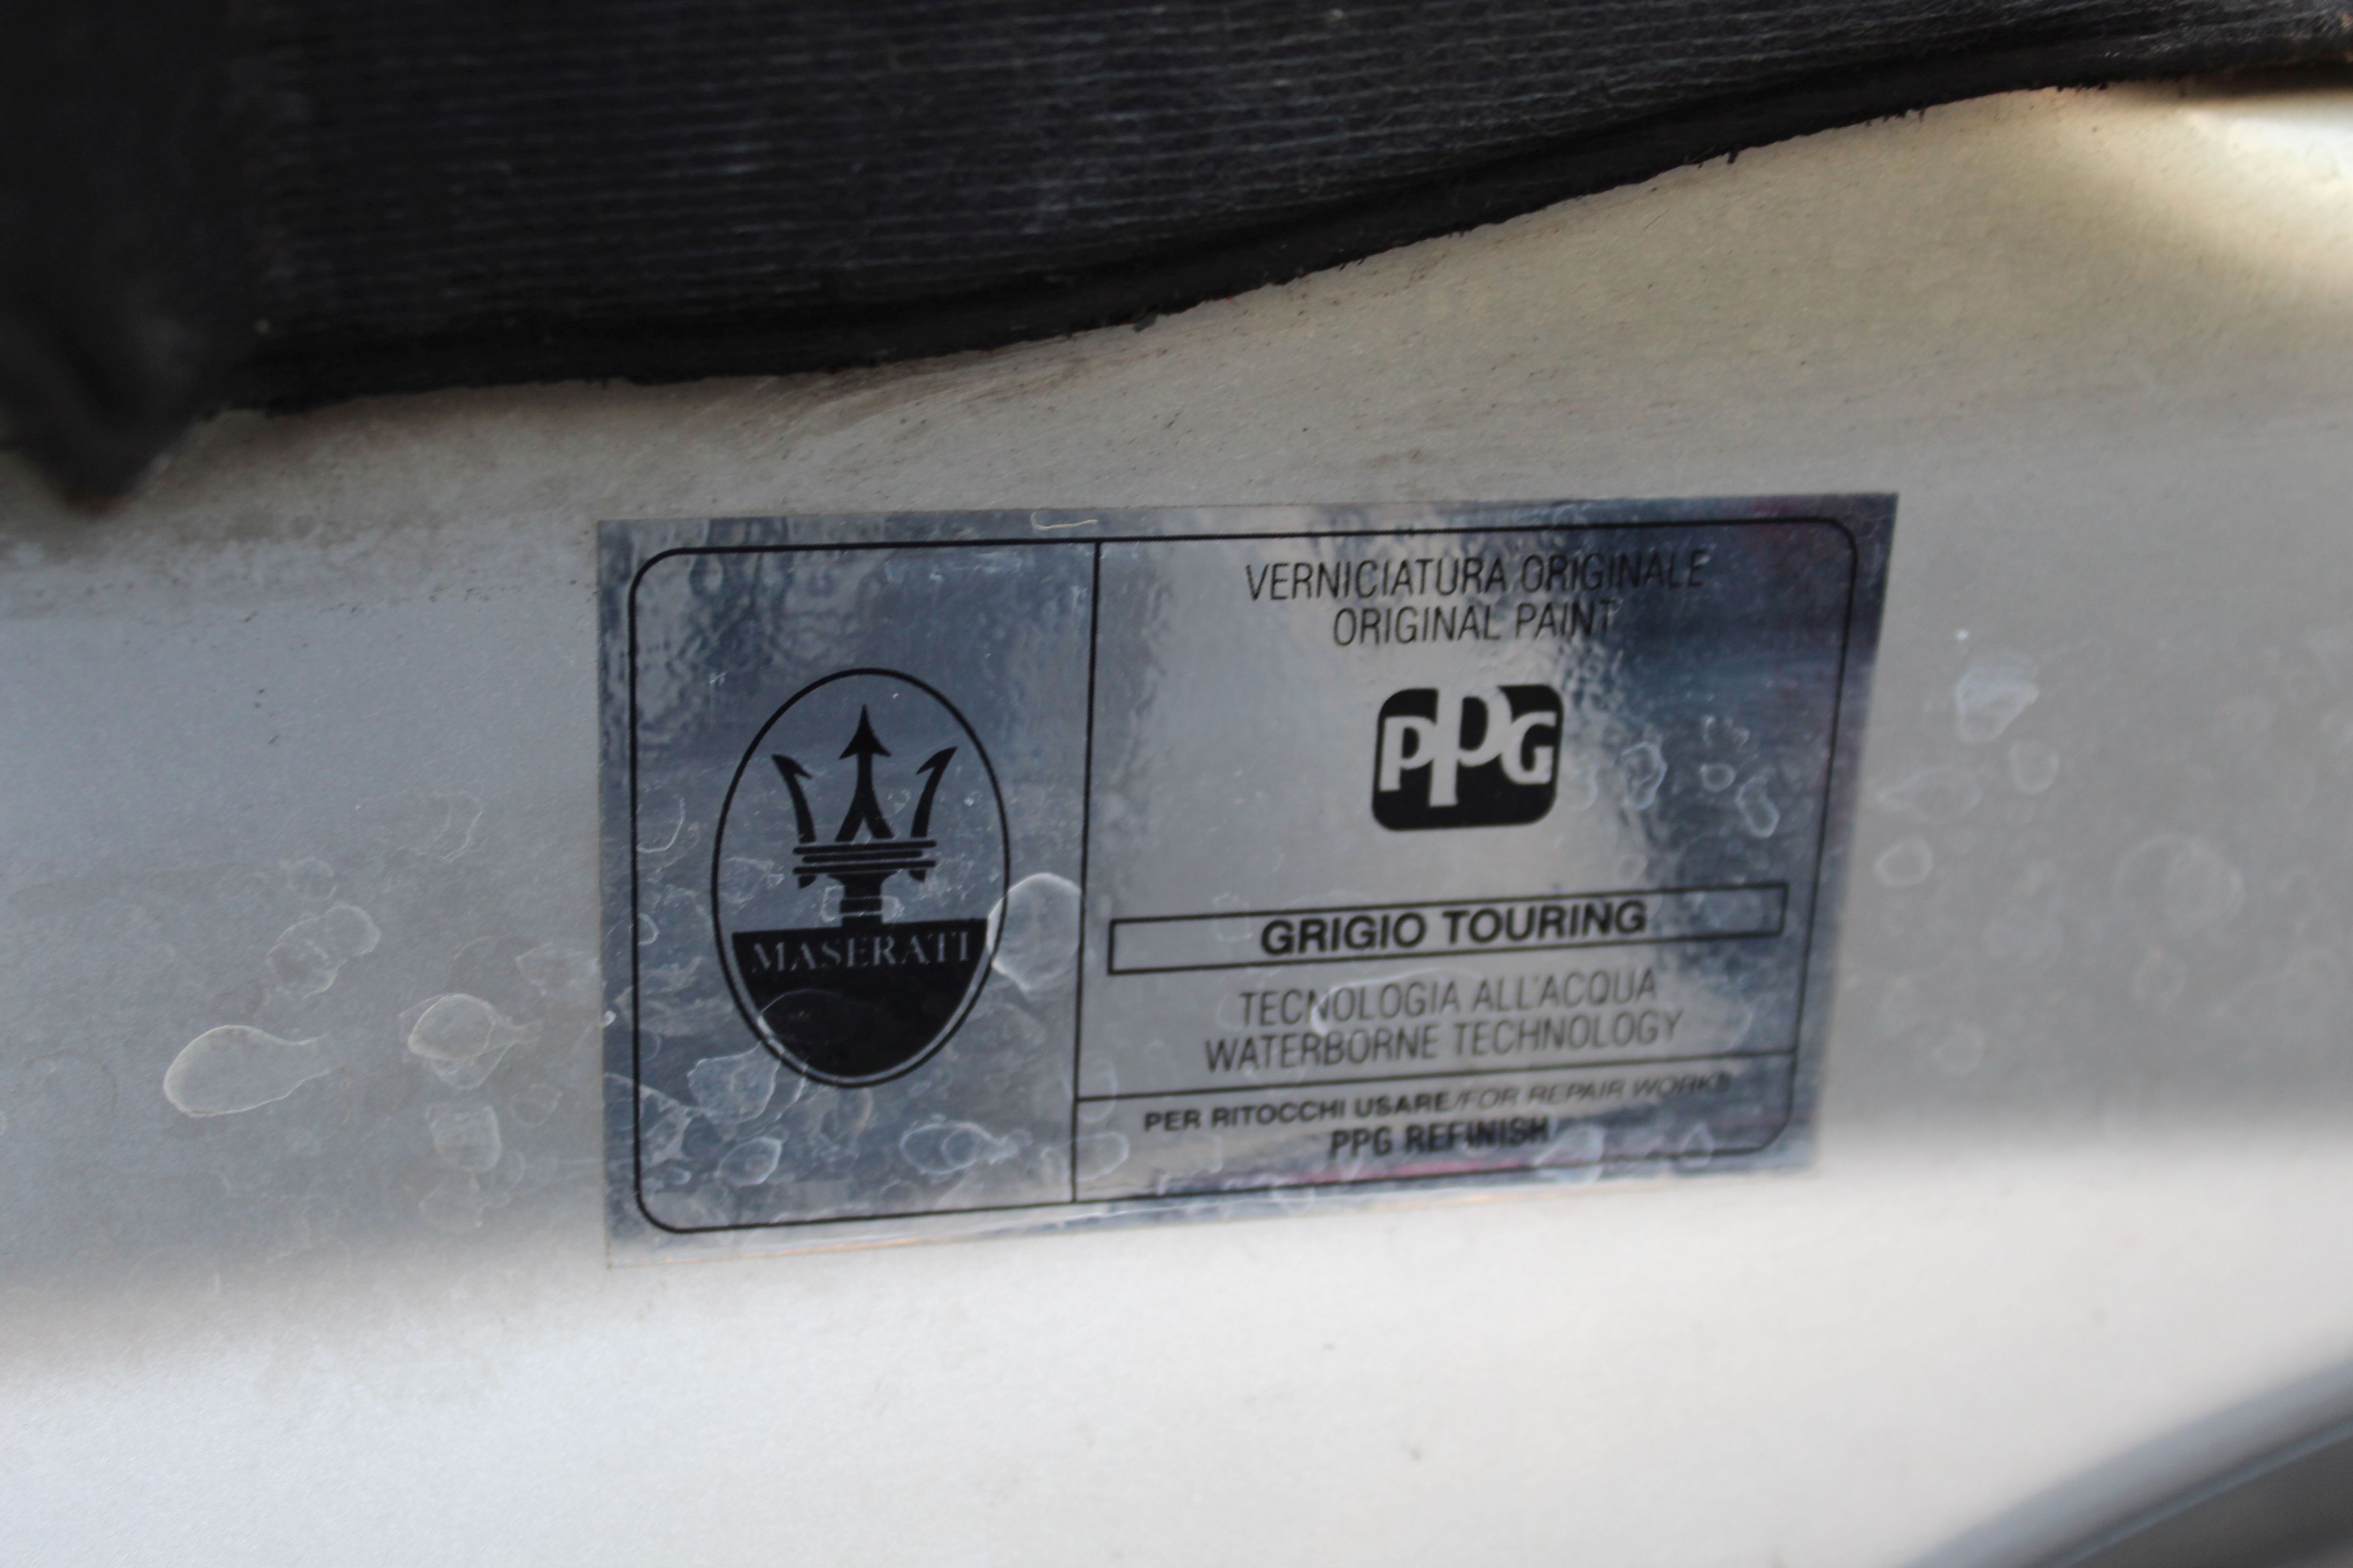 MASERATI
VERNICIATURA ORIGINALE
ORIGINAL PAINT
PPG
GRIGIO TOURING
TECNOLOGIA ALL'ACQUA
WATERBORNE TECHNOLOGY
PER RITOCCHI USARE/FOR REPAIR WORKS
PPG REFINISH